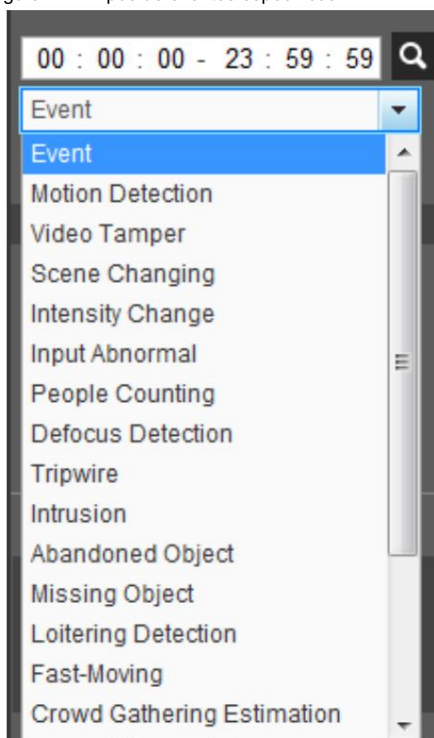 00 : 00 : 00 - 23 : 59 : 59
Event
Event
Motion Detection
Video Tamper
Scene Changing
Intensity Change
Input Abnormal
People Counting
Defocus Detection
Tripwire
Intrusion
Abandoned Object
Missing Object
Loitering Detection
Fast-Moving
Crowd Gathering Estimation